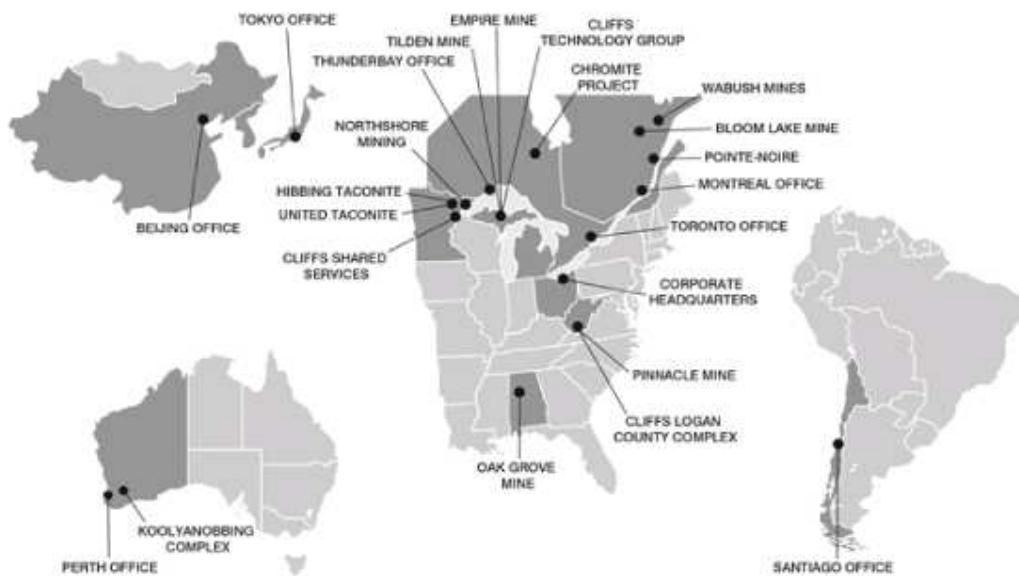 TOKYO OFFICE
EMPIRE MINE
TILDEN MINE
THUNDERBAY OFFICE
CLIFFS
TECHNOLOGY GROUP
CHROMITE
PROJECT
WABUSH MINES
BLOOM LAKE MINE
POINTE-NOIRE
MONTREAL OFFICE
NORTHSHORE
MINING
HIBBING TACONITE
UNITED TACONITE
CLIFFS SHARED
SERVICES
BEIJING OFFICE
TORONTO OFFICE
CORPORATE
HEADQUARTERS
PINNACLE MINE
CLIFFS LOGAN
COUNTY COMPLEX
OAK GROVE
MINE
KOOLYANOBBING
COMPLEX
PERTH OFFICE
SANTIAGO OFFICE